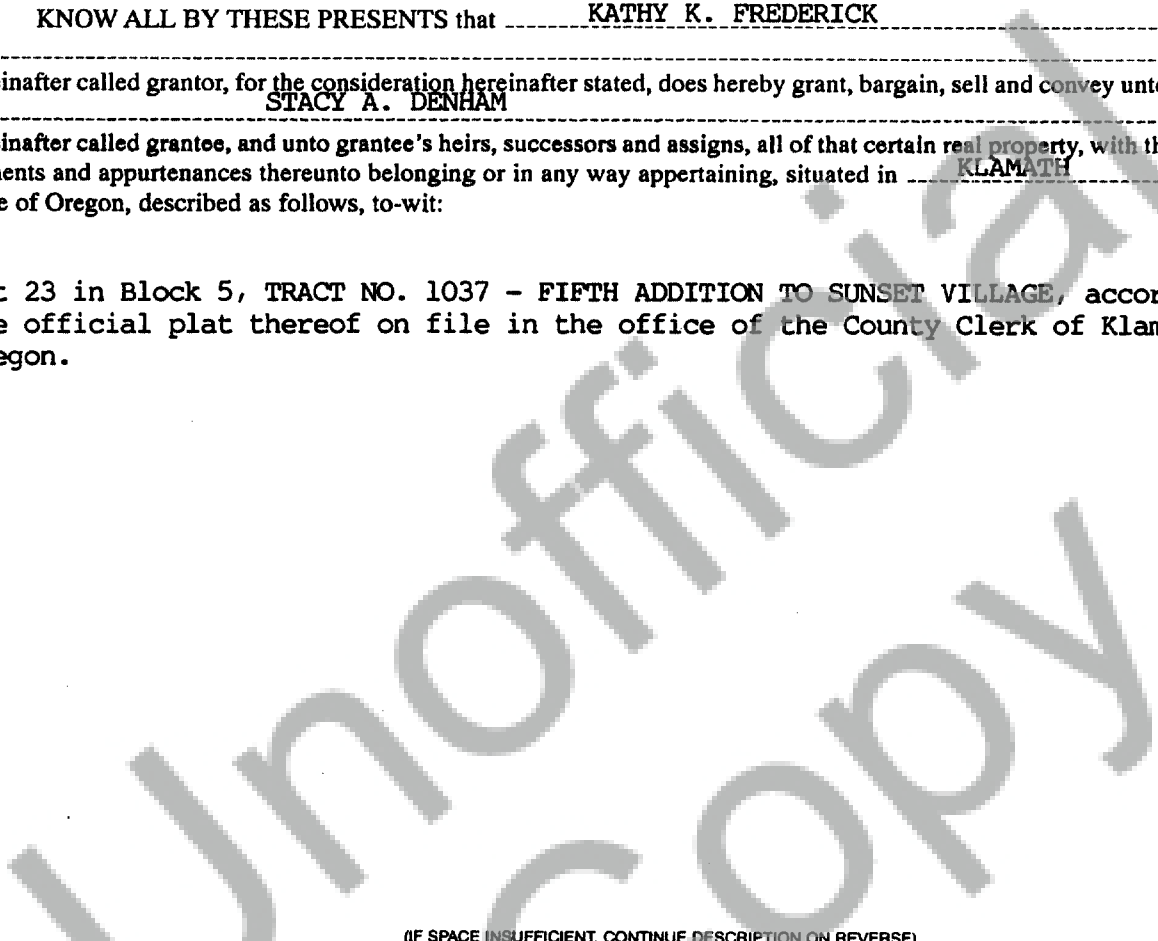 KNOW ALL BY THESE PRESENTS that KATHY K. FREDERICK
inafter called grantor, for the consideration hereinafter stated, does hereby grant, bargain, sell and convey unt
STACY A. DENHAM
inafter called grantee, and unto grantee's heirs, successors and assigns, all of that certain real property, with th
ents and appurtenances thereunto belonging or in any way appertaining, situated in KLAMATH
e of Oregon, described as follows, to-wit:
23 in Block 5, TRACT NO. 1037 - FIFTH ADDITION TO SUNSET VILLAGE, accor
e official plat thereof on file in the office of the County Clerk of Klam
egon.
Unofficial
Copy
(IF SPACE INSUFFICIENT, CONTINUE DESCRIPTION ON REVERSE)